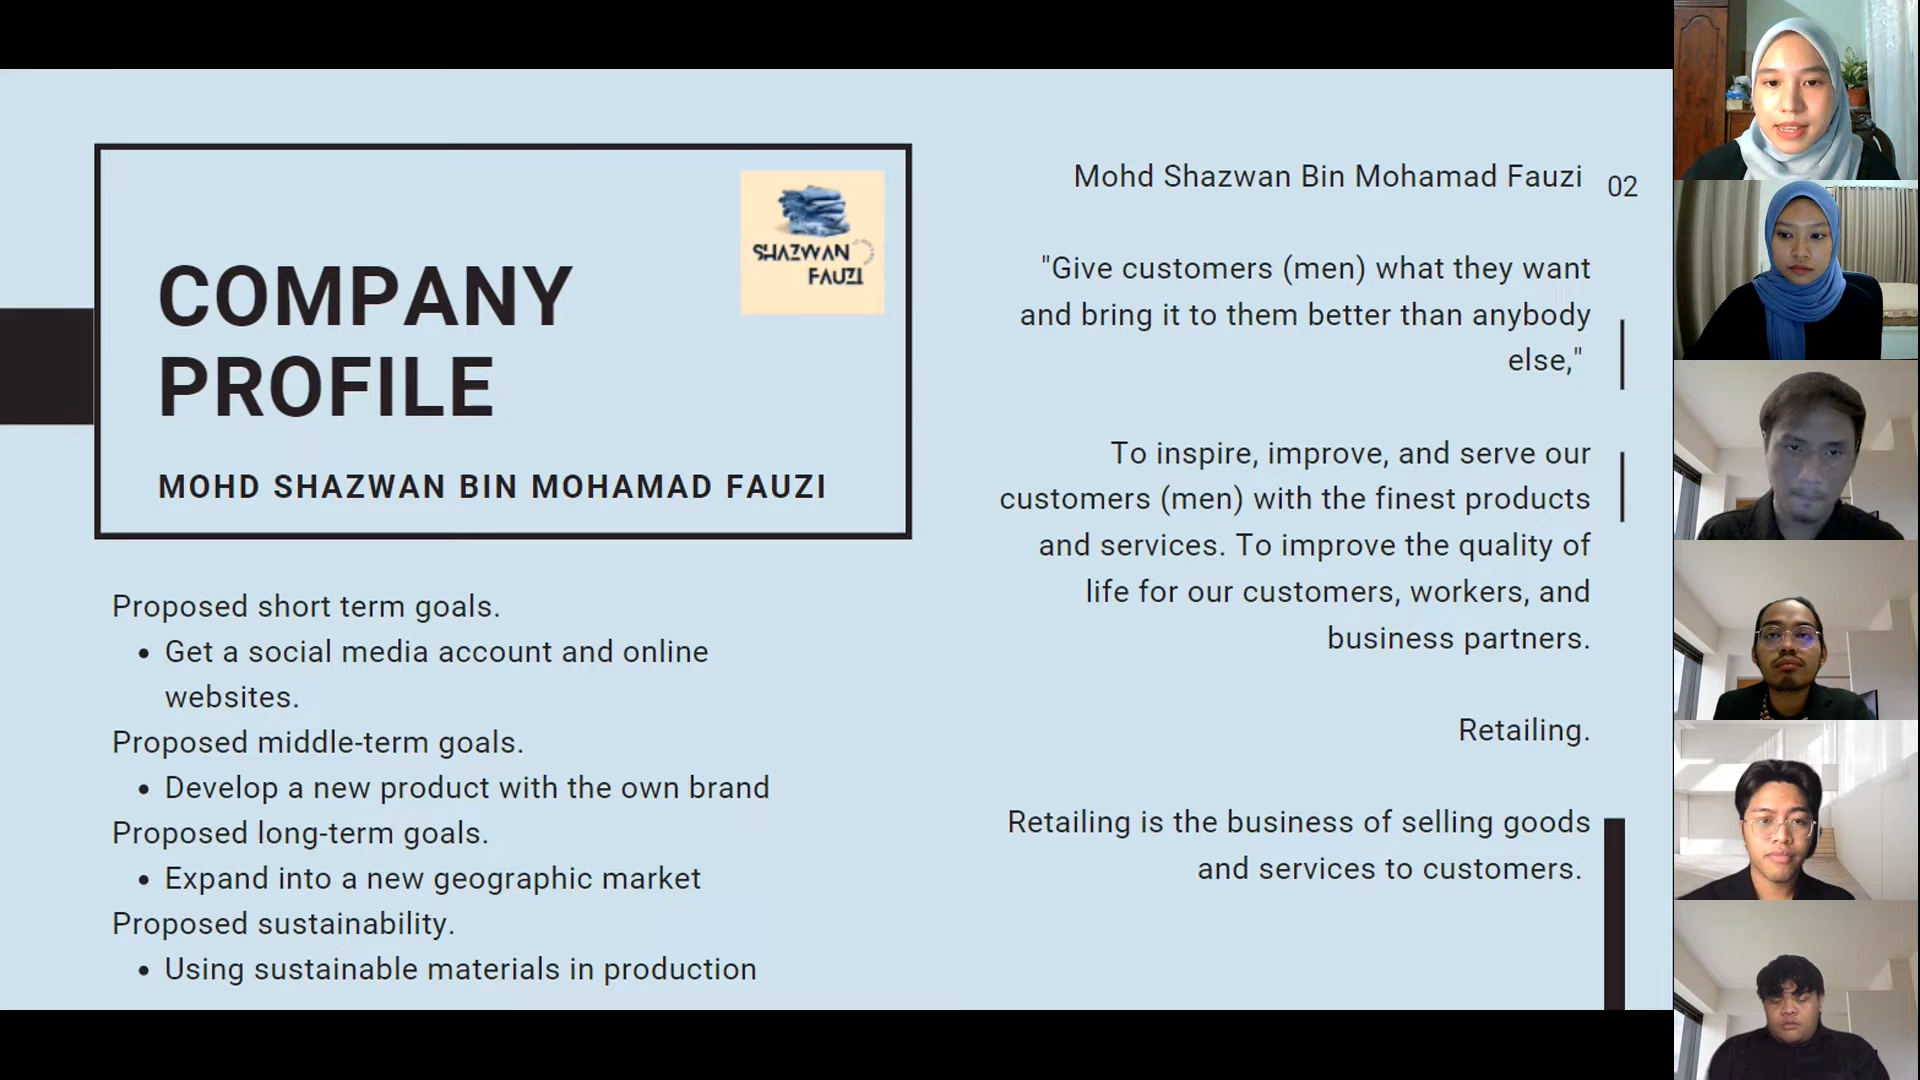 SHAZWAN
FAUZI
COMPANY
PROFILE
MOHD SHAZWAN BIN MOHAMAD FAUZI
Proposed short term goals.
• Get a social media account and online
websites.
Proposed middle-term goals.
• Develop a new product with the own brand
Proposed long-term goals.
• Expand into a new geographic market
Proposed sustainability.
• Using sustainable materials in production
Mohd Shazwan Bin Mohamad Fauzi
02
"Give customers (men) what they want
and bring it to them better than anybody
else,"
To inspire, improve, and serve our
customers (men) with the finest products
and services. To improve the quality of
life for our customers, workers, and
business partners.
Retailing.
Retailing is the business of selling goods
and services to customers.